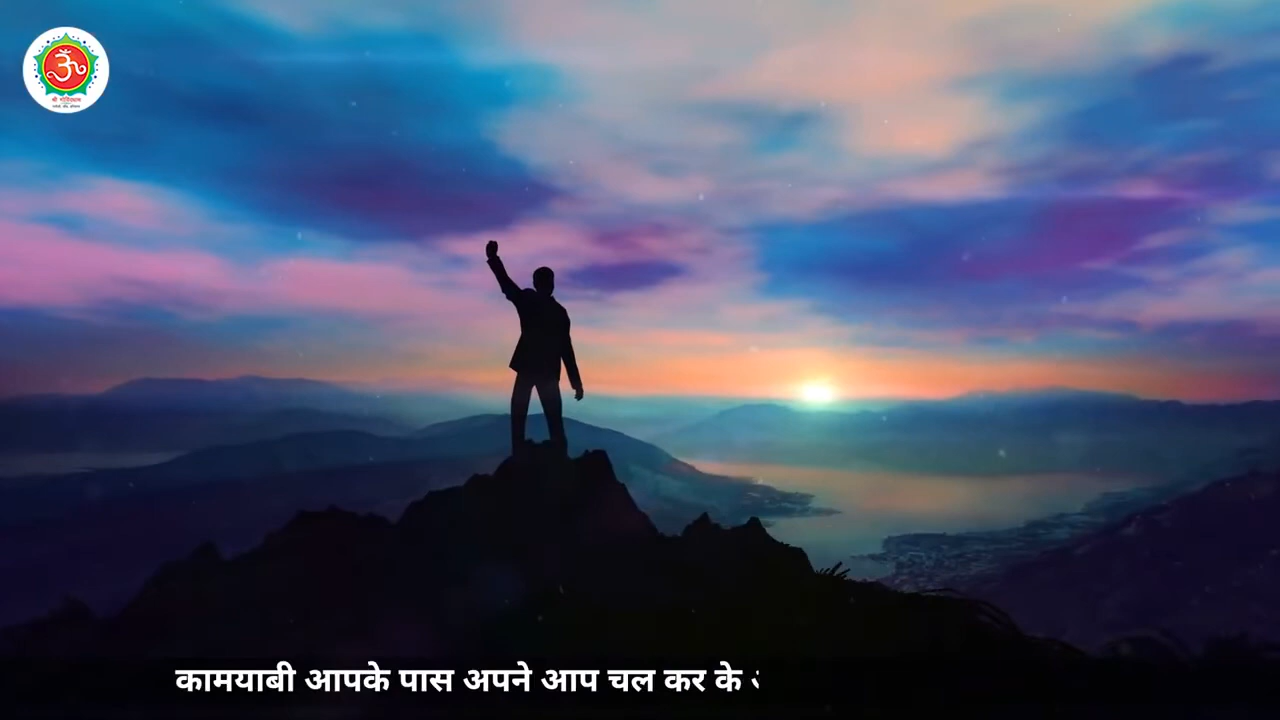 ॐ
कामयाबी आपके पास अपने आप चल कर के